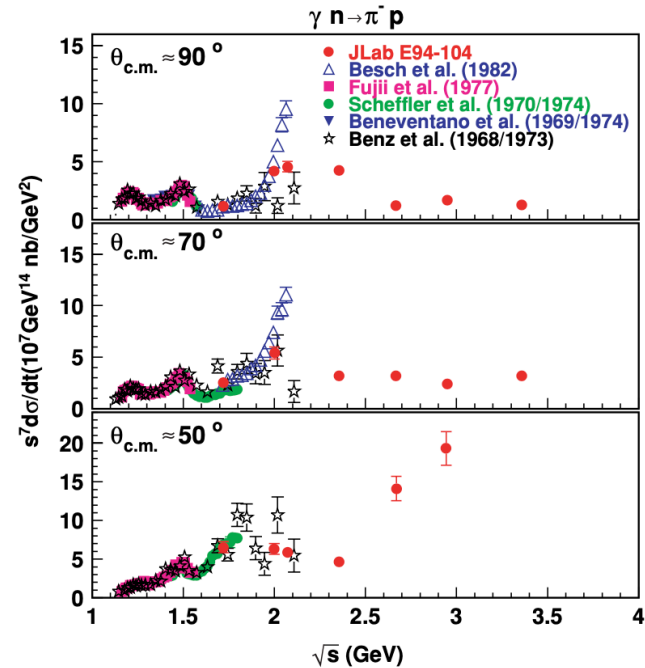 γ n→π⁻ p
θc.m. ≈ 90 °
JLab E94-104
Besch et al. (1982)
Fujii et al. (1977)
Scheffler et al. (1970/1974)
Beneventano et al. (1969/1974)
Benz et al. (1968/1973)
15
10
5
0
θc.m. ≈ 70 °
15
10
5
0
θc.m. ≈ 50 °
20
15
10
5
0
s⁷dσ/dt(10⁷GeV¹⁴ nb/GeV²)
1 1.5 2 2.5 3 3.5 4
√s (GeV)